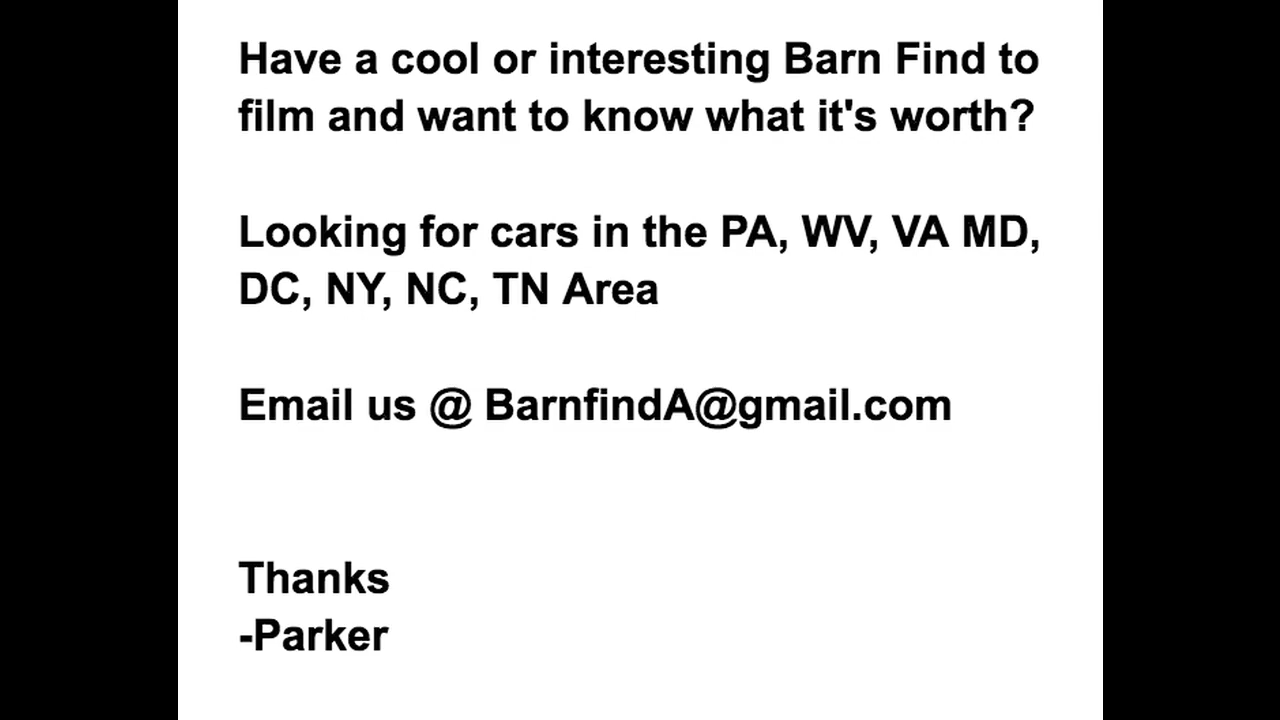 Have a cool or interesting Barn Find to
film and want to know what it's worth?
Looking for cars in the PA, WV, VA MD,
DC, NY, NC, TN Area
Email us @ BarnfindA@gmail.com
Thanks
-Parker